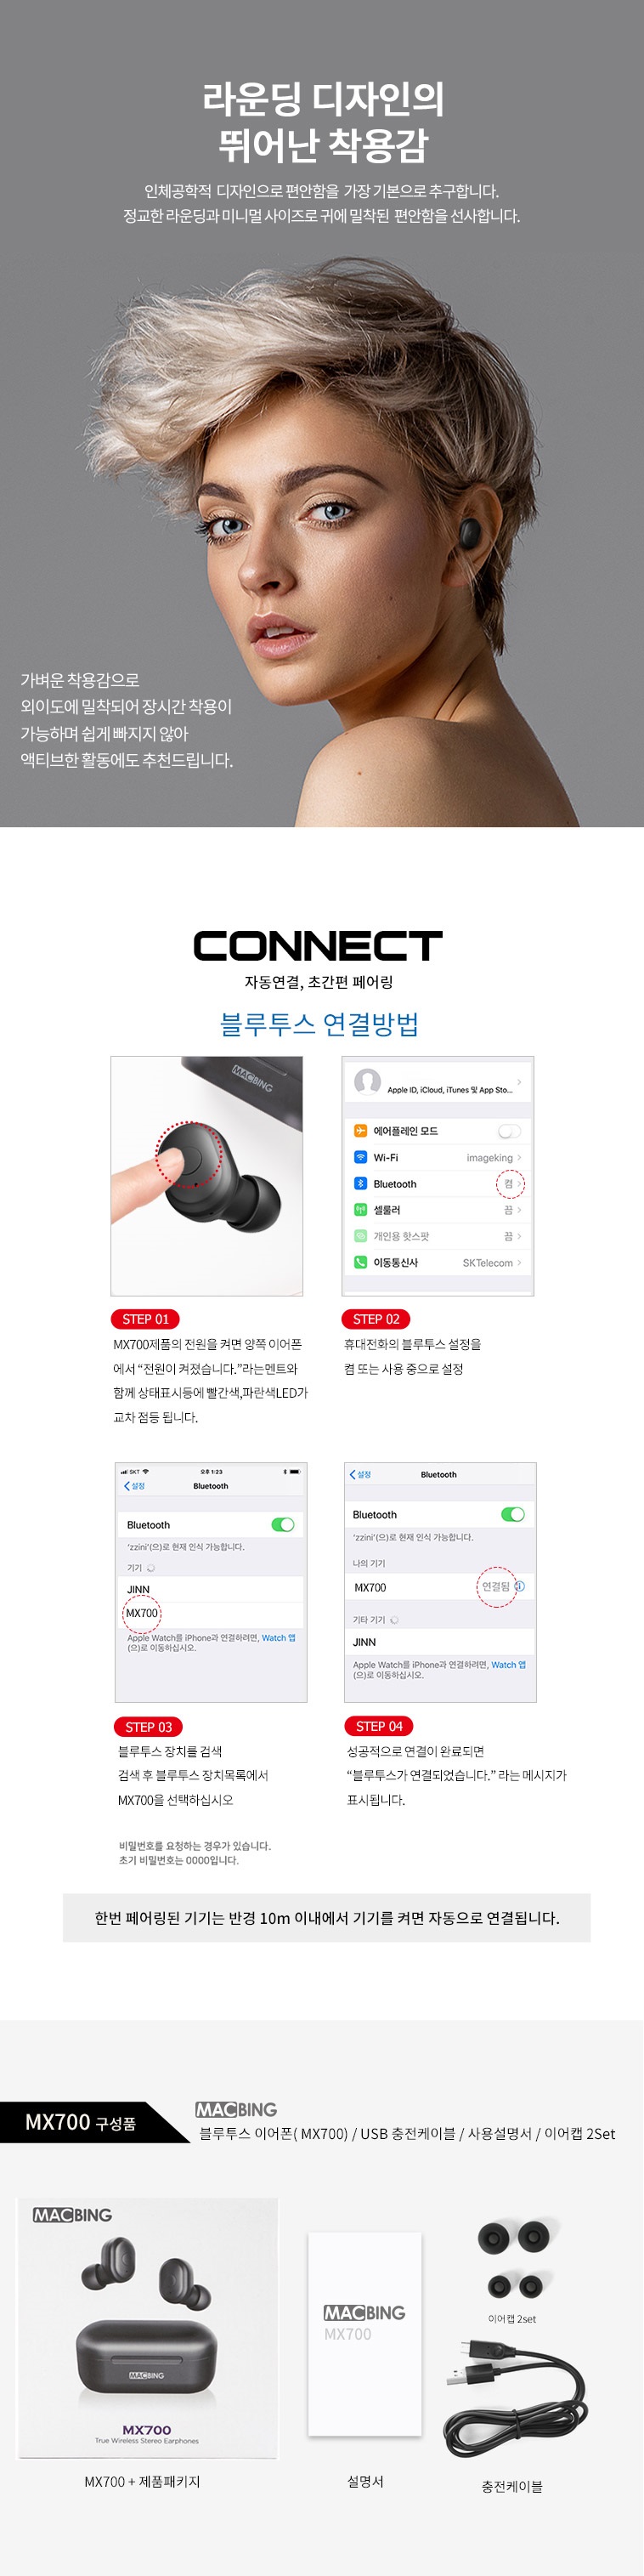 라운딩 디자인의
뛰어난 착용감
인체공학적 디자인으로 편안함을 가장 기본으로 추구합니다.
정교한 라운딩과 미니멀 사이즈로 귀에 밀착된 편안함을 선사합니다.
가벼운 착용감으로
외이도에 밀착되어 장시간 착용이
가능하며 쉽게 빠지지 않아
액티브한 활동에도 추천드립니다.
CONNECT
자동연결, 초간편 페어링
블루투스 연결방법
MACBING
Apple ID, iCloud, iTunes 및 App Sto...
에어플레인 모드
Wi-Fi imageking
Bluetooth 켬
셀룰러 끔
개인용 핫스팟 끔
이동통신사 SKTelecom
STEP 01
MX700제품의 전원을 켜면 양쪽 이어폰
에서 “전원이 켜졌습니다.”라는멘트와
함께 상태표시등에 빨간색,파란색LED가
교차 점등 됩니다.
STEP 02
휴대전화의 블루투스 설정을
켬 또는 사용 중으로 설정
SKT 오후 1:23
설정 Bluetooth
Bluetooth
'zzini'(으)로 현재 인식 가능합니다.
기기
JINN
MX700
Apple Watch를 iPhone과 연결하려면, Watch 앱
(으)로 이동하십시오.
설정 Bluetooth
Bluetooth
'zzini'(으)로 현재 인식 가능합니다.
나의 기기
MX700 연결됨
기타 기기
JINN
Apple Watch를 iPhone과 연결하려면, Watch 앱
(으)로 이동하십시오.
STEP 03
블루투스 장치를 검색
검색 후 블루투스 장치목록에서
MX700을 선택하십시오
비밀번호를 요청하는 경우가 있습니다.
초기 비밀번호는 0000입니다.
STEP 04
성공적으로 연결이 완료되면
“블루투스가 연결되었습니다.” 라는 메시지가
표시됩니다.
한번 페어링된 기기는 반경 10m 이내에서 기기를 켜면 자동으로 연결됩니다.
MX700 구성품
MACBING
블루투스 이어폰( MX700) / USB 충전케이블 / 사용설명서 / 이어캡 2Set
MACBING
MACBING
MX700
True Wireless Stereo Earphones
MX700 + 제품패키지
MACBING
MX700
설명서
이어캡 2set
충전케이블